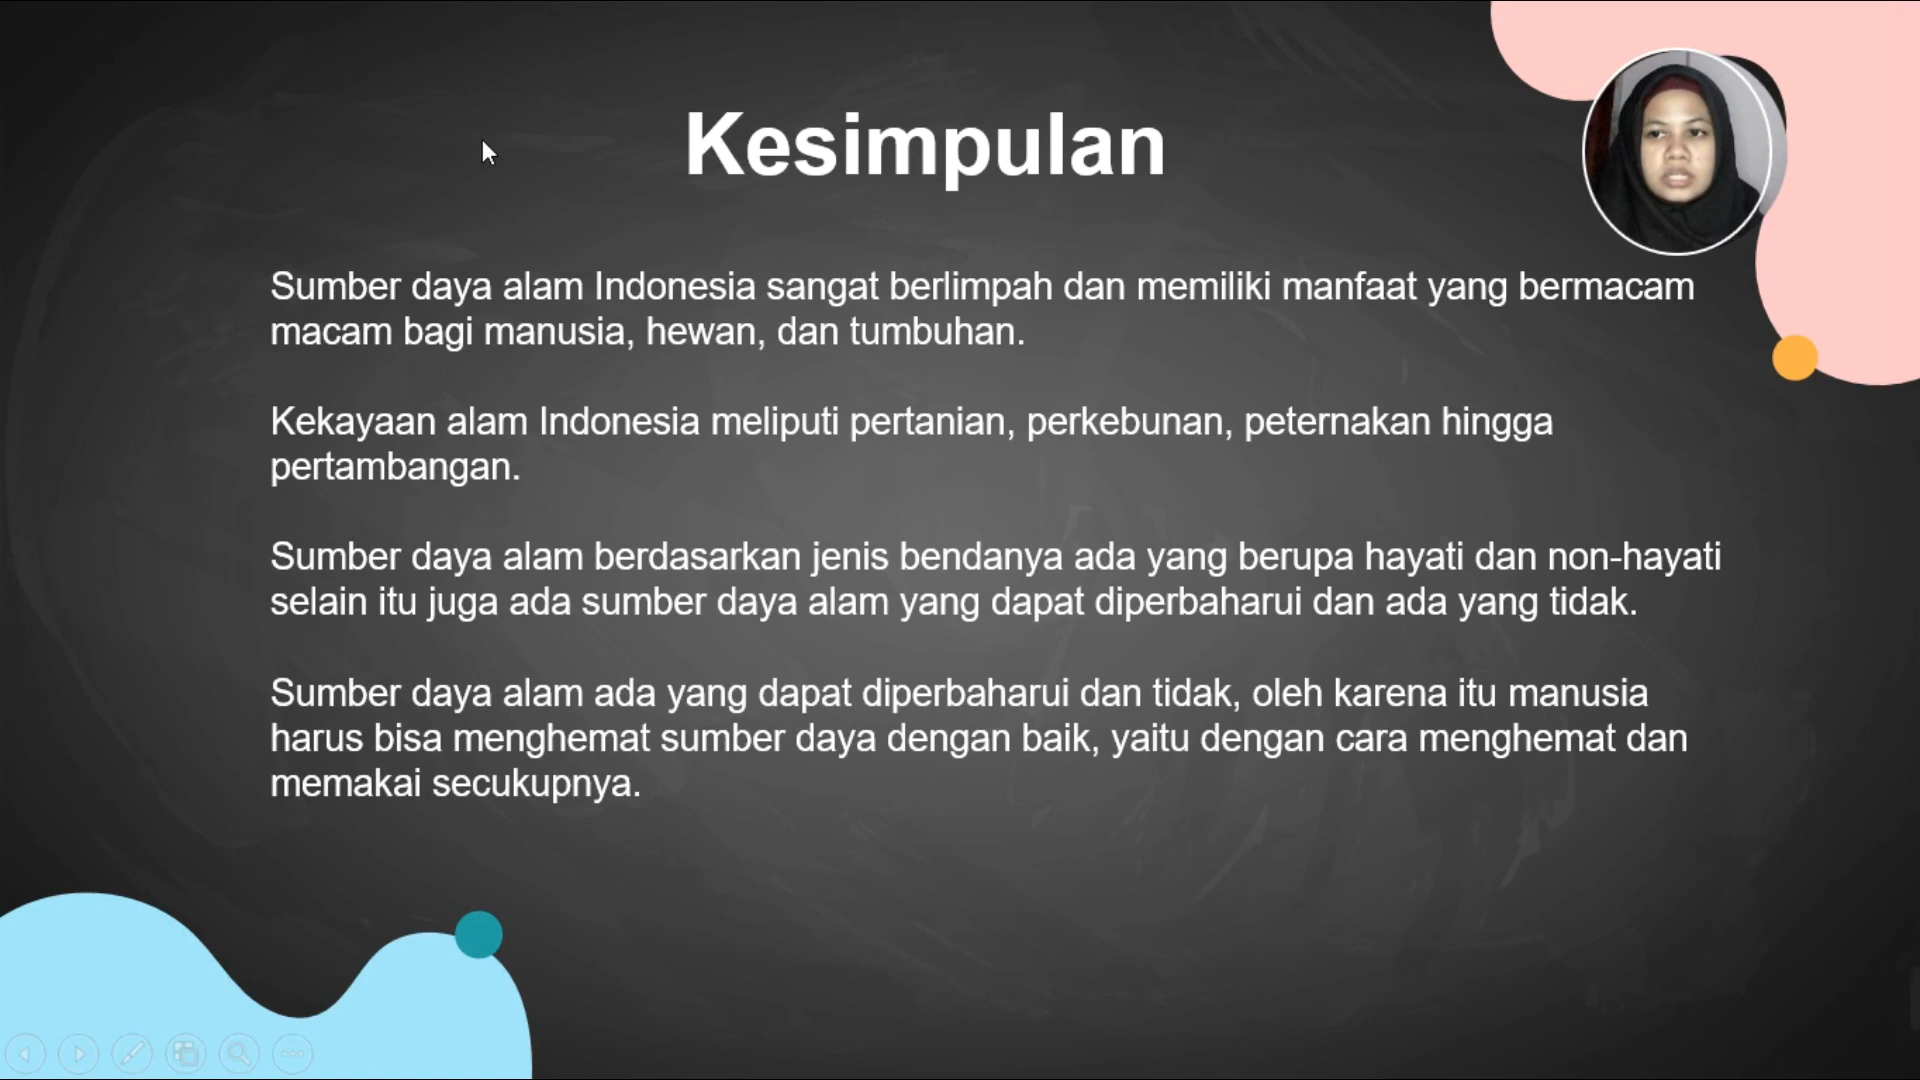 Kesimpulan
Sumber daya alam Indonesia sangat berlimpah dan memiliki manfaat yang bermacam
macam bagi manusia, hewan, dan tumbuhan.
Kekayaan alam Indonesia meliputi pertanian, perkebunan, peternakan hingga
pertambangan.
Sumber daya alam berdasarkan jenis bendanya ada yang berupa hayati dan non-hayati
selain itu juga ada sumber daya alam yang dapat diperbaharui dan ada yang tidak.
Sumber daya alam ada yang dapat diperbaharui dan tidak, oleh karena itu manusia
harus bisa menghemat sumber daya dengan baik, yaitu dengan cara menghemat dan
memakai secukupnya.